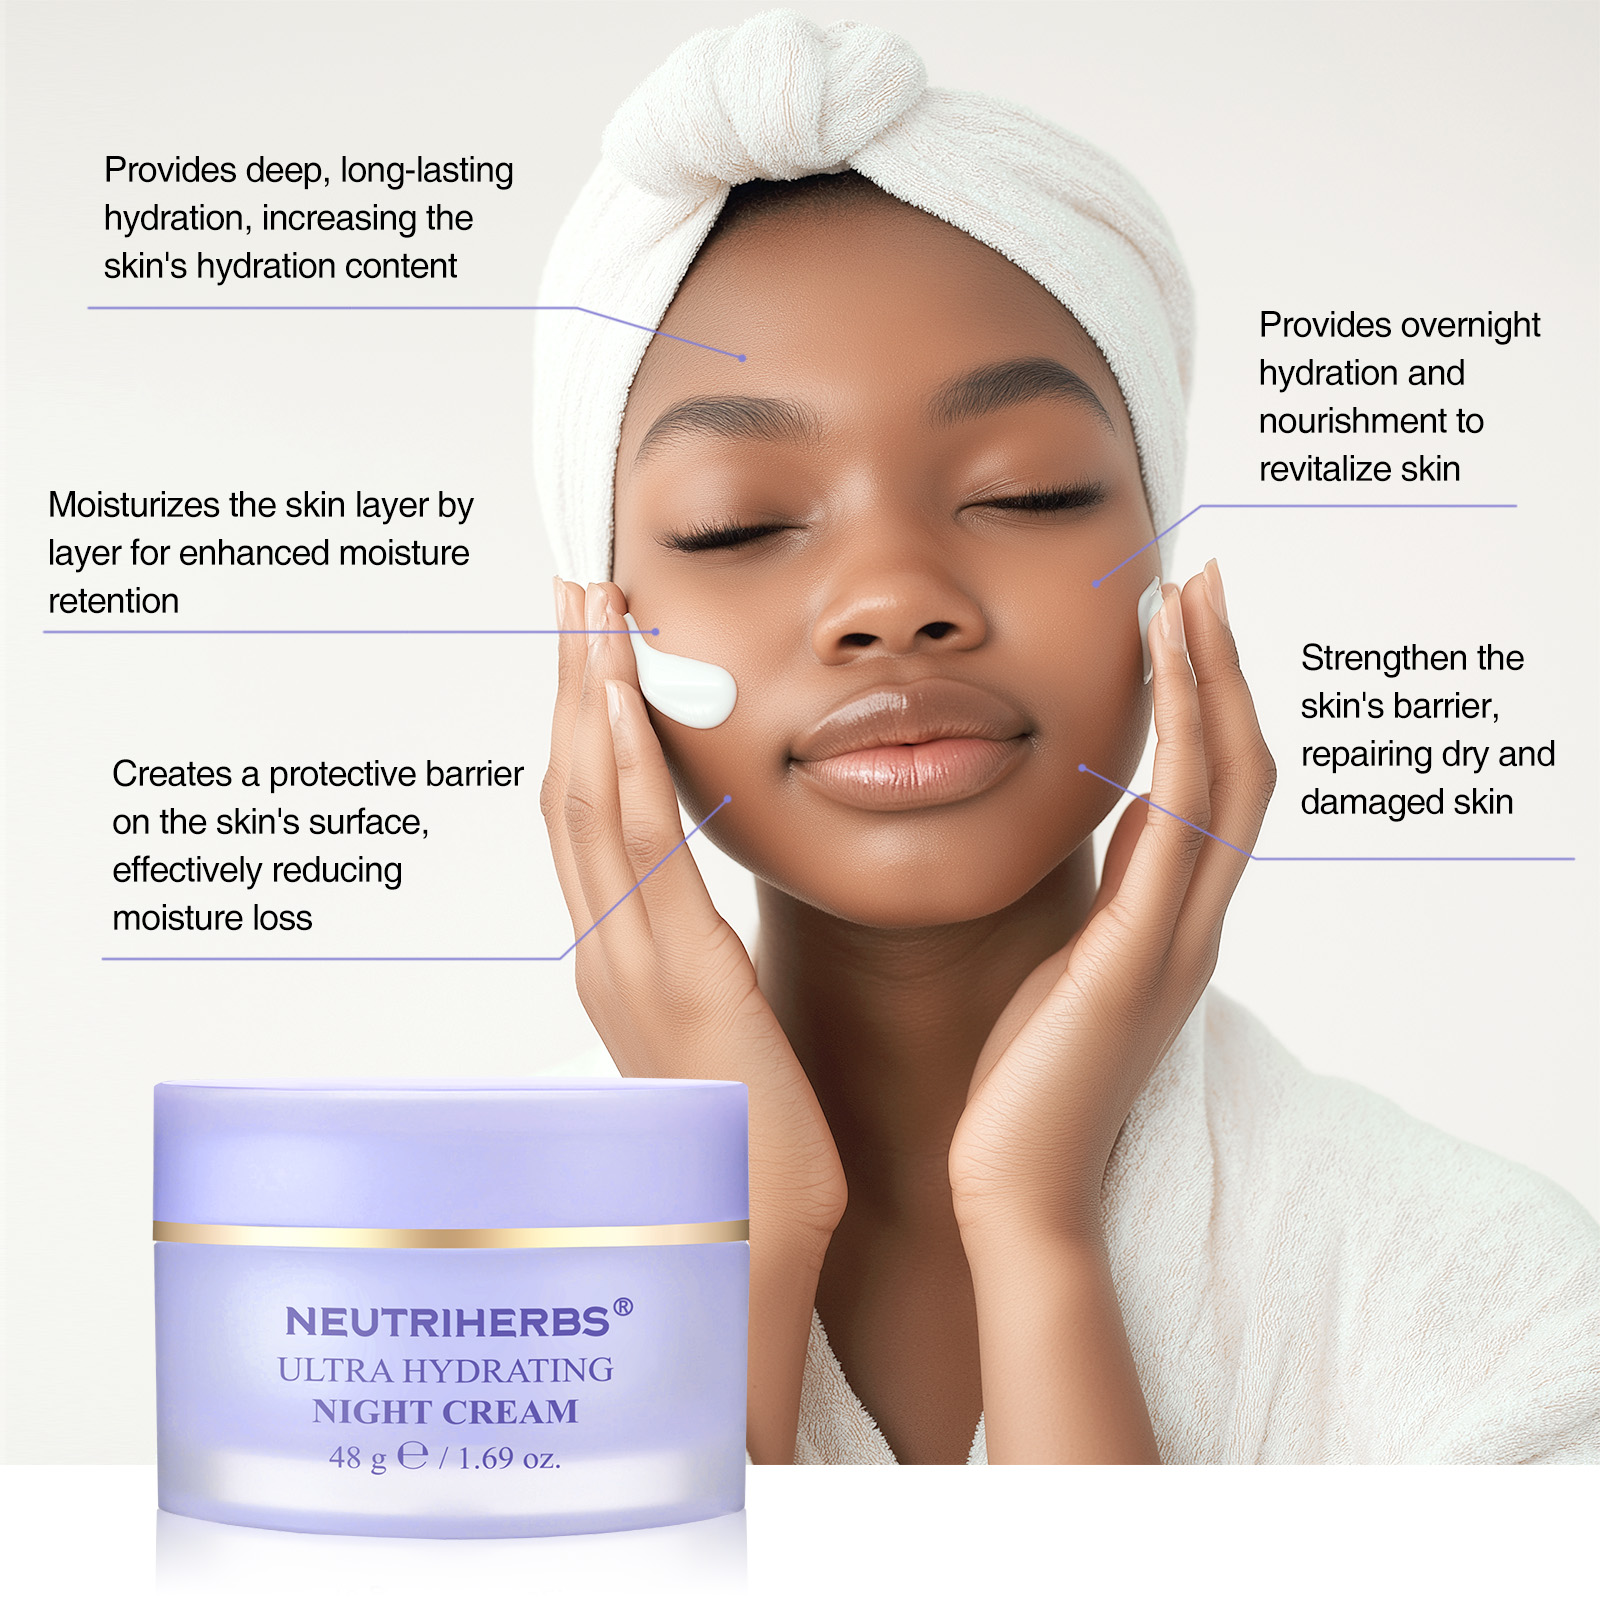 Provides deep, long-lasting
hydration, increasing the
skin's hydration content
Moisturizes the skin layer by
layer for enhanced moisture
retention
Creates a protective barrier
on the skin's surface,
effectively reducing
moisture loss
Provides overnight
hydration and
nourishment to
revitalize skin
Strengthen the
skin's barrier,
repairing dry and
damaged skin
NEUTRIHERBS®
ULTRA HYDRATING
NIGHT CREAM
48 g ℮ / 1.69 oz.